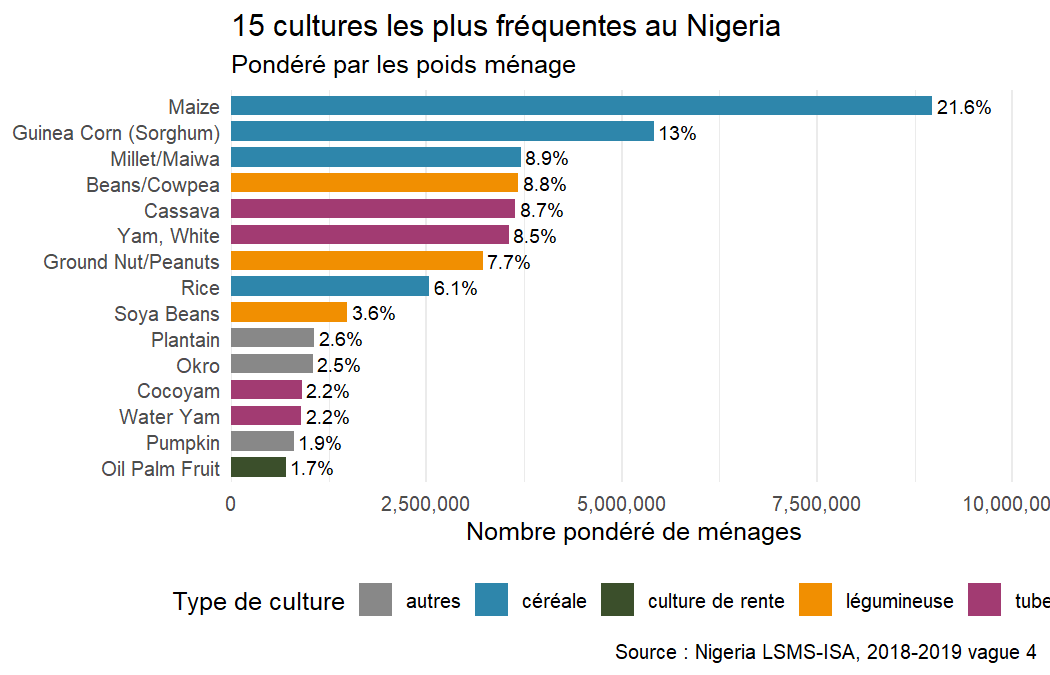 15 cultures les plus fréquentes au Nigeria
Pondéré par les poids ménage
Maize 21.6%
Guinea Corn (Sorghum) 13%
Millet/Maiwa 8.9%
Beans/Cowpea 8.8%
Cassava 8.7%
Yam, White 8.5%
Ground Nut/Peanuts 7.7%
Rice 6.1%
Soya Beans 3.6%
Plantain 2.6%
Okro 2.5%
Cocoyam 2.2%
Water Yam 2.2%
Pumpkin 1.9%
Oil Palm Fruit 1.7%
0 2,500,000 5,000,000 7,500,000 10,000,00
Nombre pondéré de ménages
Type de culture autres céréale culture de rente légumineuse tube
Source : Nigeria LSMS-ISA, 2018-2019 vague 4